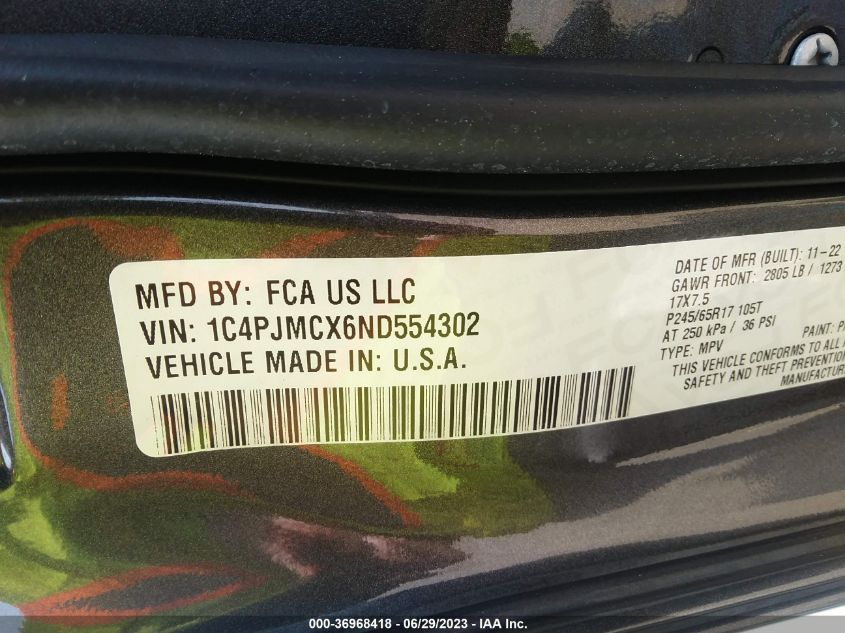 MFD BY: FCA US LLC
VIN: 1C4PJMCX6ND554302
VEHICLE MADE IN: U.S.A.
DATE OF MFR (BUILT): 11-22
GAWR FRONT: 2805 LB / 1273
17X7.5
P245/65R17 105T
AT 250 kPa / 36 PSI
TYPE: MPV
PAINT:
THIS VEHICLE CONFORMS TO ALL
SAFETY AND THEFT PREVENTION
000-36968418 - 06/29/2023 - IAA Inc.